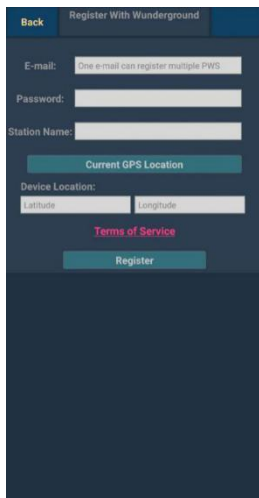 Back
Register With Wunderground
E-mail:
One e-mail can register multiple PWS
Password:
Station Name:
Current GPS Location
Device Location:
Latitude
Longitude
Terms of Service
Register